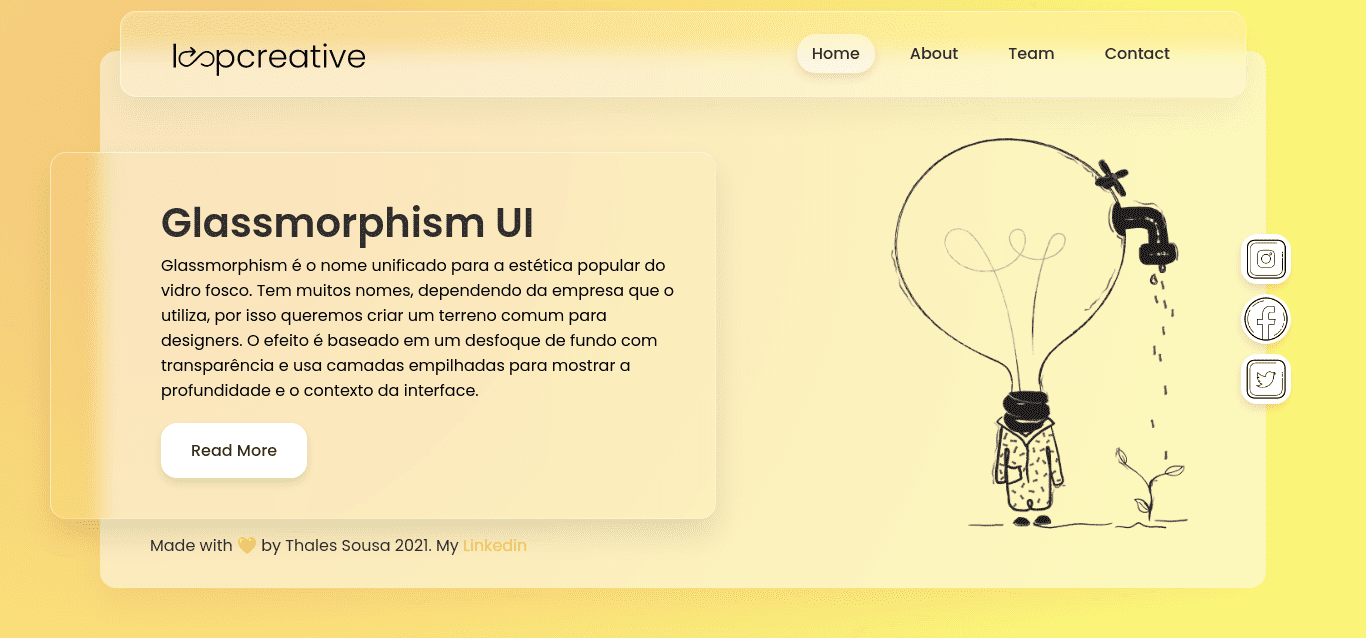 loopcreative
Home About Team Contact
Glassmorphism UI
Glassmorphism é o nome unificado para a estética popular do
vidro fosco. Tem muitos nomes, dependendo da empresa que o
utiliza, por isso queremos criar um terreno comum para
designers. O efeito é baseado em um desfoque de fundo com
transparência e usa camadas empilhadas para mostrar a
profundidade e o contexto da interface.
Read More
Made with 💛 by Thales Sousa 2021. My Linkedin